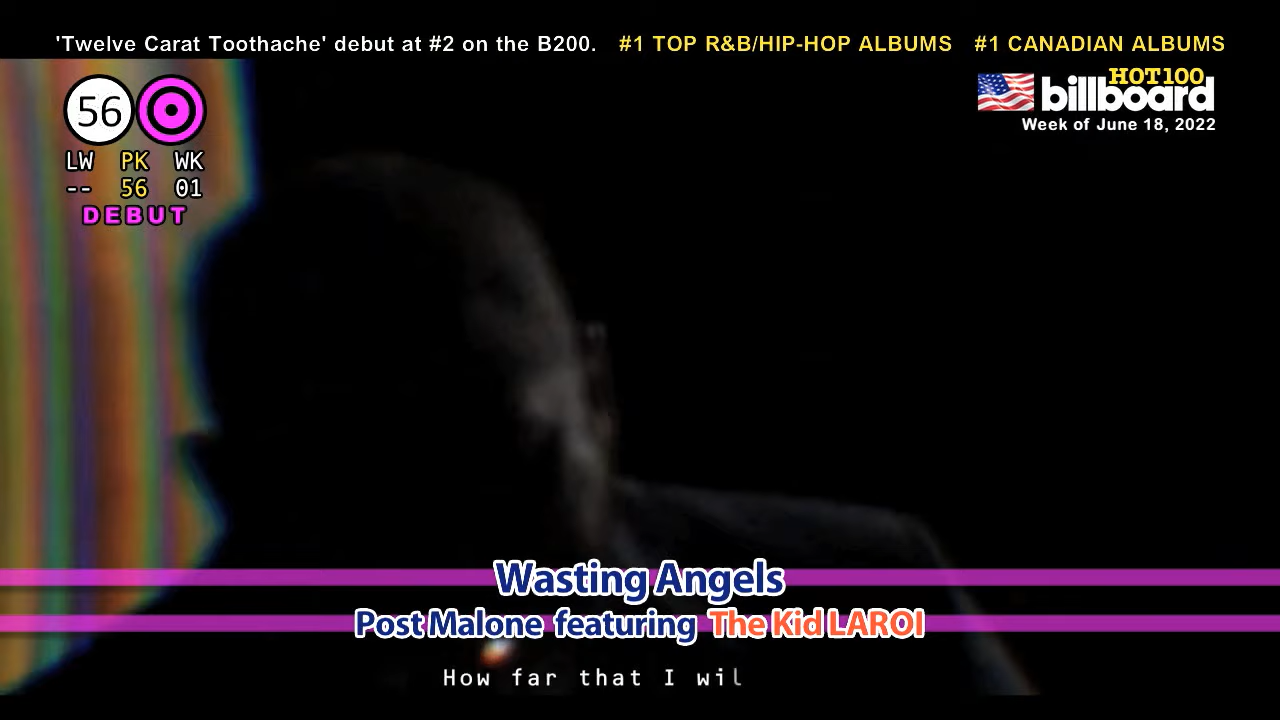 'Twelve Carat Toothache' debut at #2 on the B200. #1 TOP R&B/HIP-HOP ALBUMS #1 CANADIAN ALBUMS
56
HOT100
billboard
Week of June 18, 2022
LW PK WK
-- 56 01
DEBUT
Wasting Angels
Post Malone featuring The Kid LAROI
How far that I wil